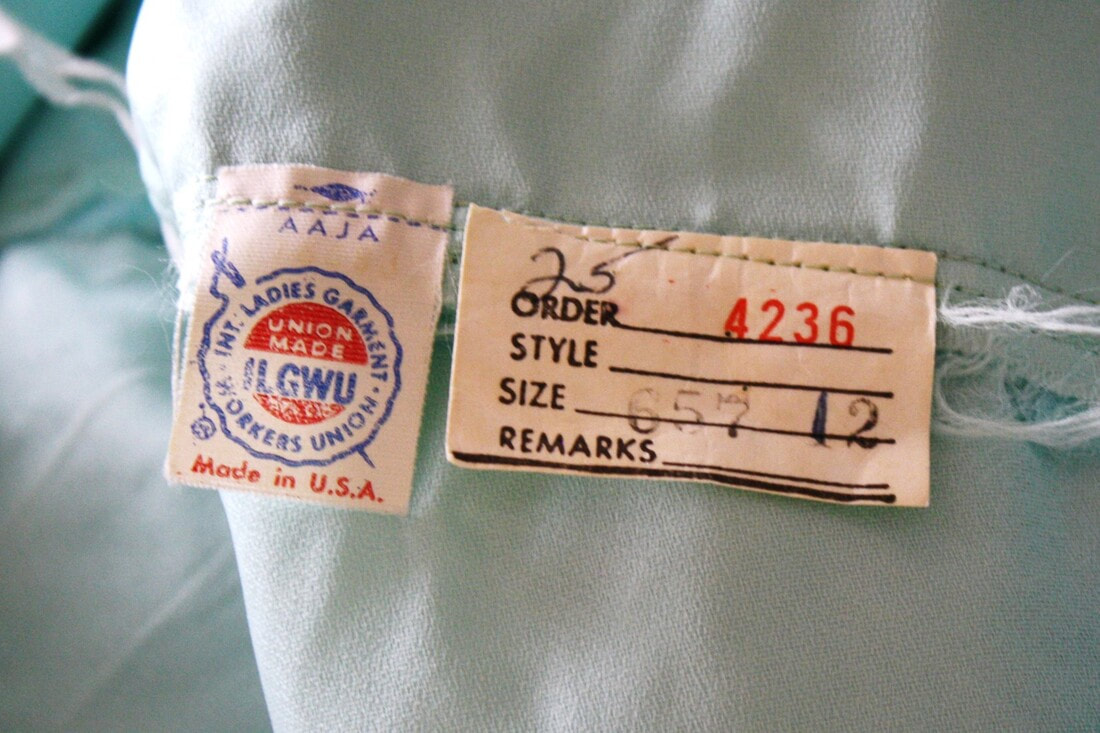 AAJA
INT. LADIES GARMENT WORKERS UNION
UNION
MADE
ILGWU
Made in U.S.A.
®
25
ORDER 4236
STYLE
SIZE 657 12
REMARKS